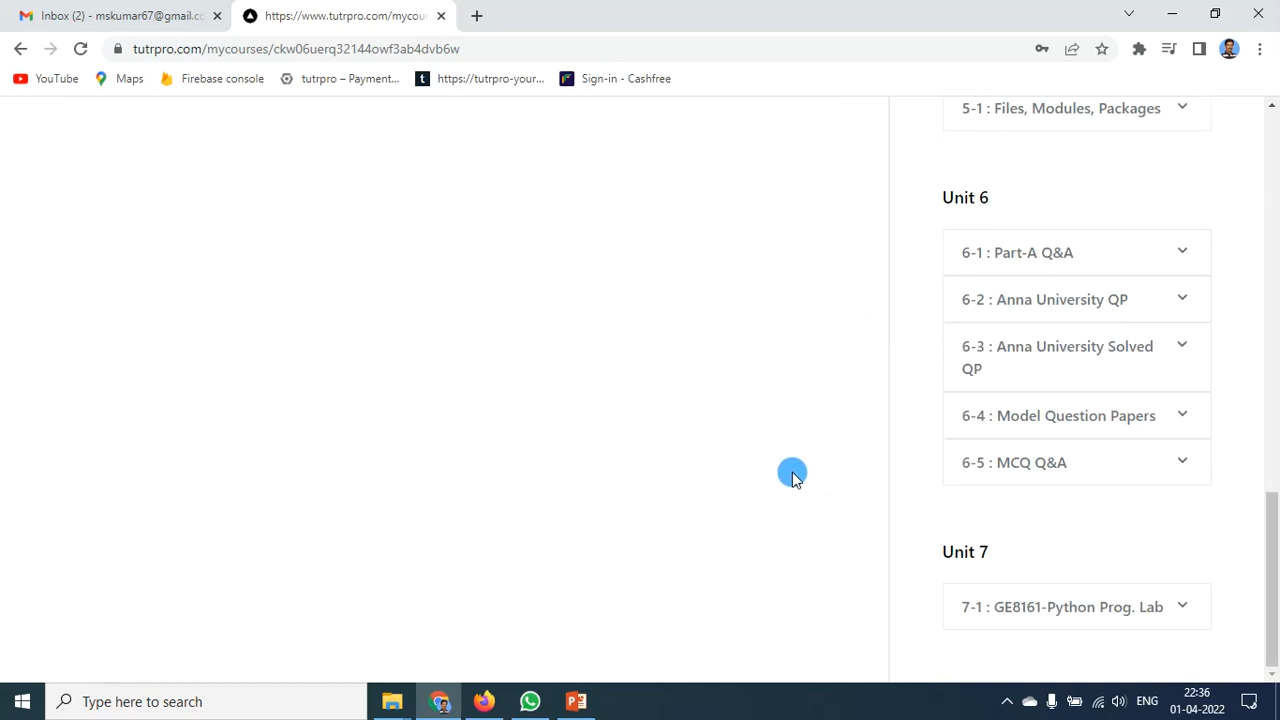 Inbox (2) - mskumar67@gmail.co
https://www.tutrpro.com/mycou
tutrpro.com/mycourses/ckw06uerq32144owf3ab4dvb6w
YouTube
Maps
Firebase console
tutrpro – Payment...
https://tutrpro-your...
Sign-in - Cashfree
5-1 : Files, Modules, Packages
Unit 6
6-1 : Part-A Q&A
6-2 : Anna University QP
6-3 : Anna University Solved
QP
6-4 : Model Question Papers
6-5 : MCQ Q&A
Unit 7
7-1 : GE8161-Python Prog. Lab
Type here to search
ENG
22:36
01-04-2022